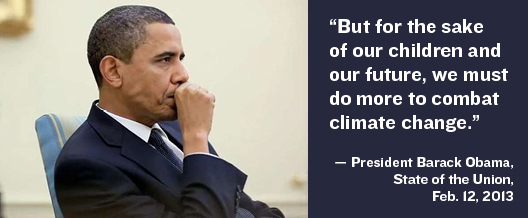 “But for the sake
of our children and
our future, we must
do more to combat
climate change.”
— President Barack Obama,
State of the Union,
Feb. 12, 2013